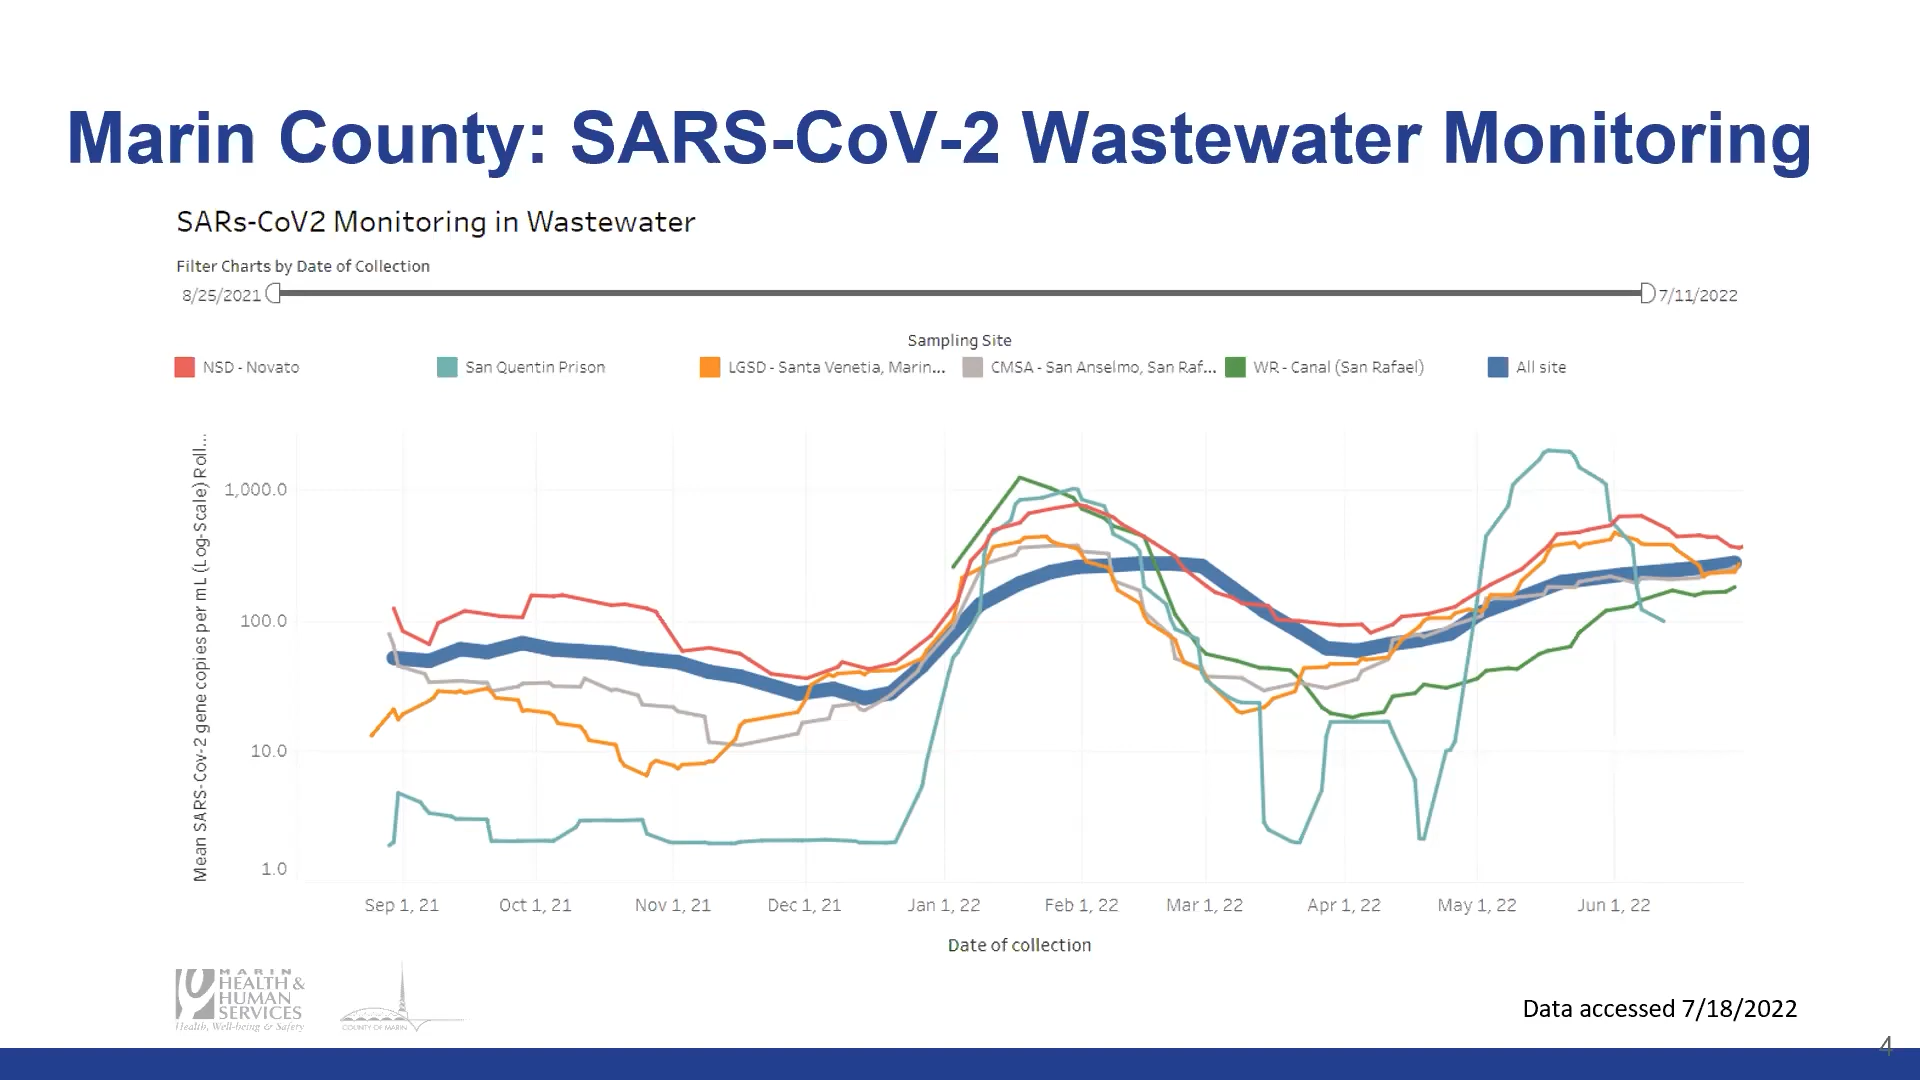 Marin County: SARS-CoV-2 Wastewater Monitoring
SARs-CoV2 Monitoring in Wastewater
Filter Charts by Date of Collection
8/25/2021
7/11/2022
Sampling Site
NSD - Novato
San Quentin Prison
LGSD - Santa Venetia, Marin...
CMSA - San Anselmo, San Raf...
WR - Canal (San Rafael)
All site
Mean SARS-Cov-2 gene copies per mL (Log-Scale) Roll...
1,000.0
100.0
10.0
1.0
Sep 1, 21
Oct 1, 21
Nov 1, 21
Dec 1, 21
Jan 1, 22
Feb 1, 22
Mar 1, 22
Apr 1, 22
May 1, 22
Jun 1, 22
Date of collection
MARIN
HEALTH &
HUMAN
SERVICES
Health, Well-being & Safety
COUNTY OF MARIN
Data accessed 7/18/2022
4